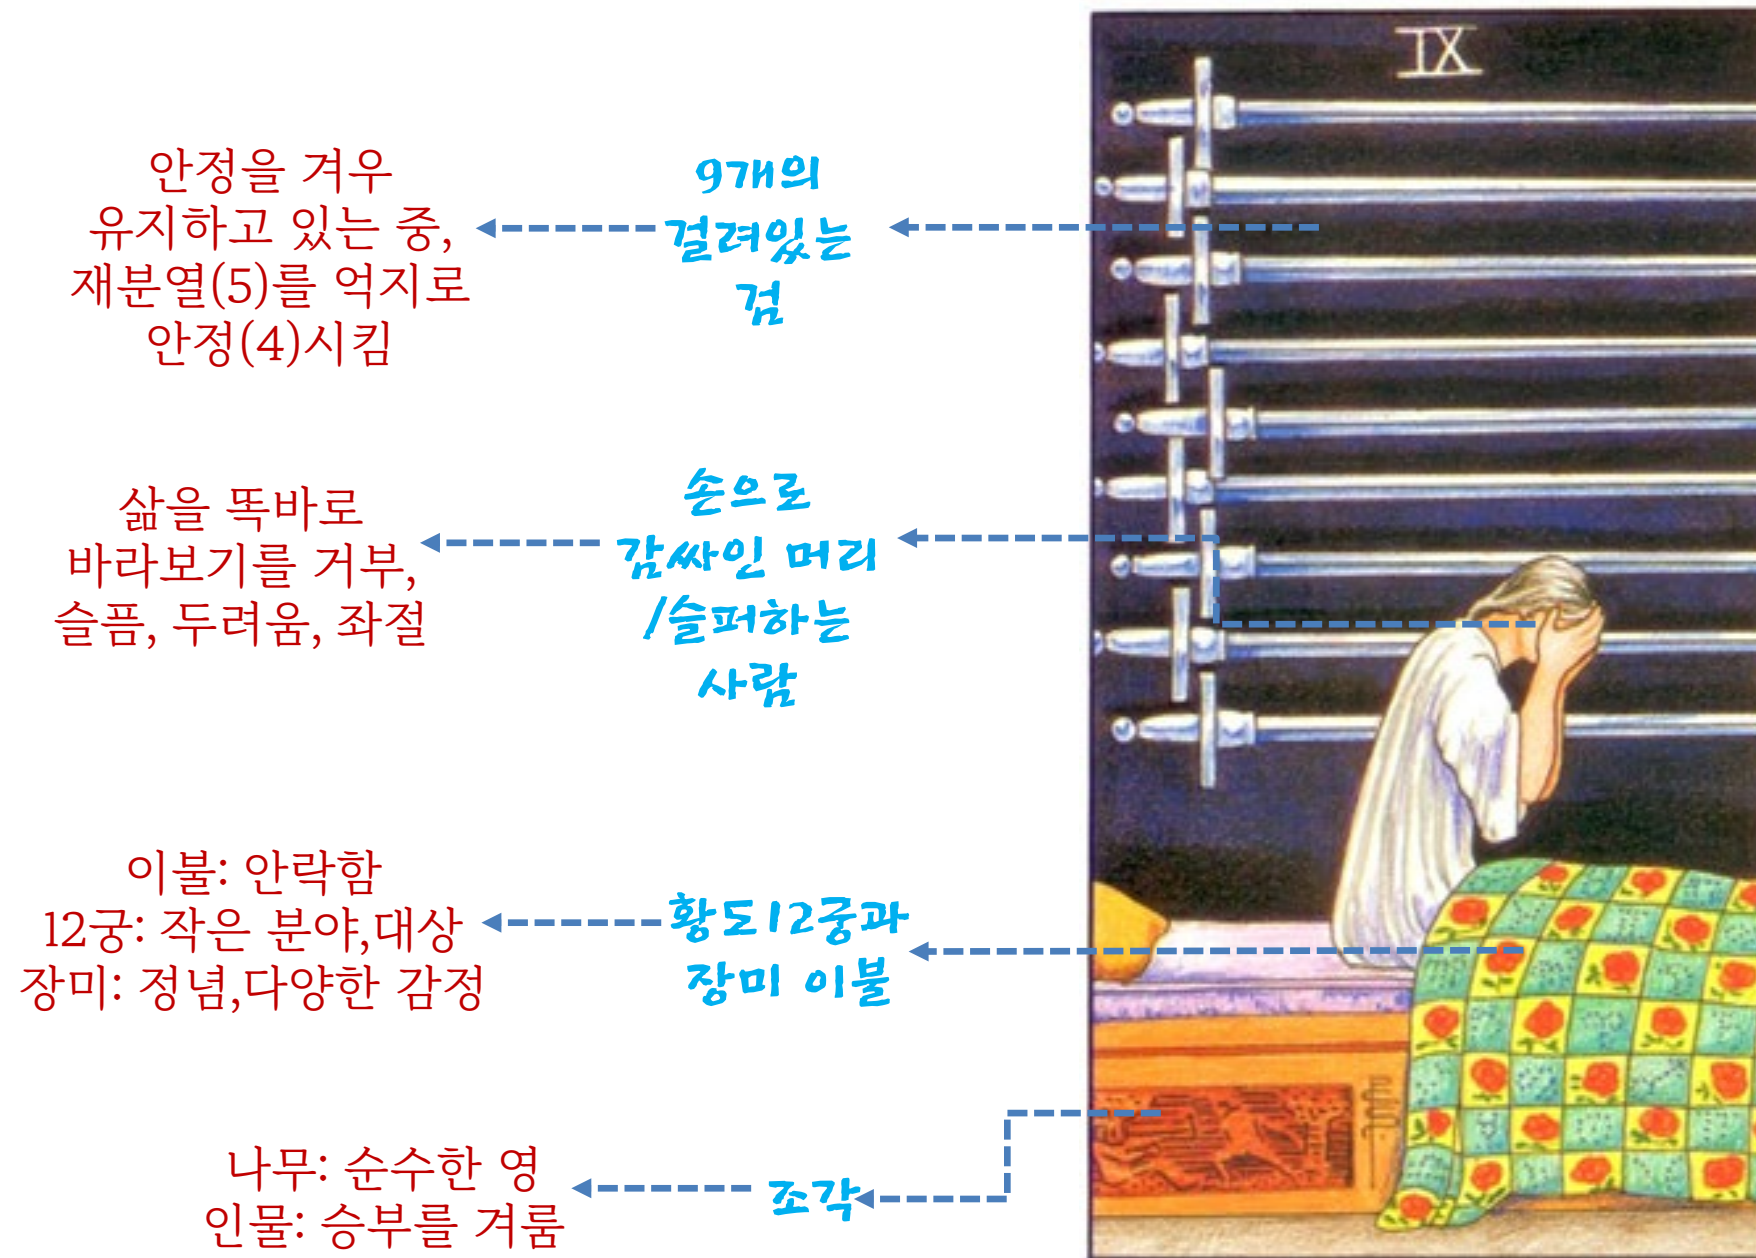 IX
안정을 겨우
유지하고 있는 중,
재분열(5)를 억지로
안정(4)시킴
9개의
걸려있는
검
삶을 똑바로
바라보기를 거부,
슬픔, 두려움, 좌절
손으로
감싸인 머리
/슬퍼하는
사람
이불: 안락함
12궁: 작은 분야,대상
장미: 정념,다양한 감정
황도12궁과
장미 이불
나무: 순수한 영
인물: 승부를 겨룸
조각